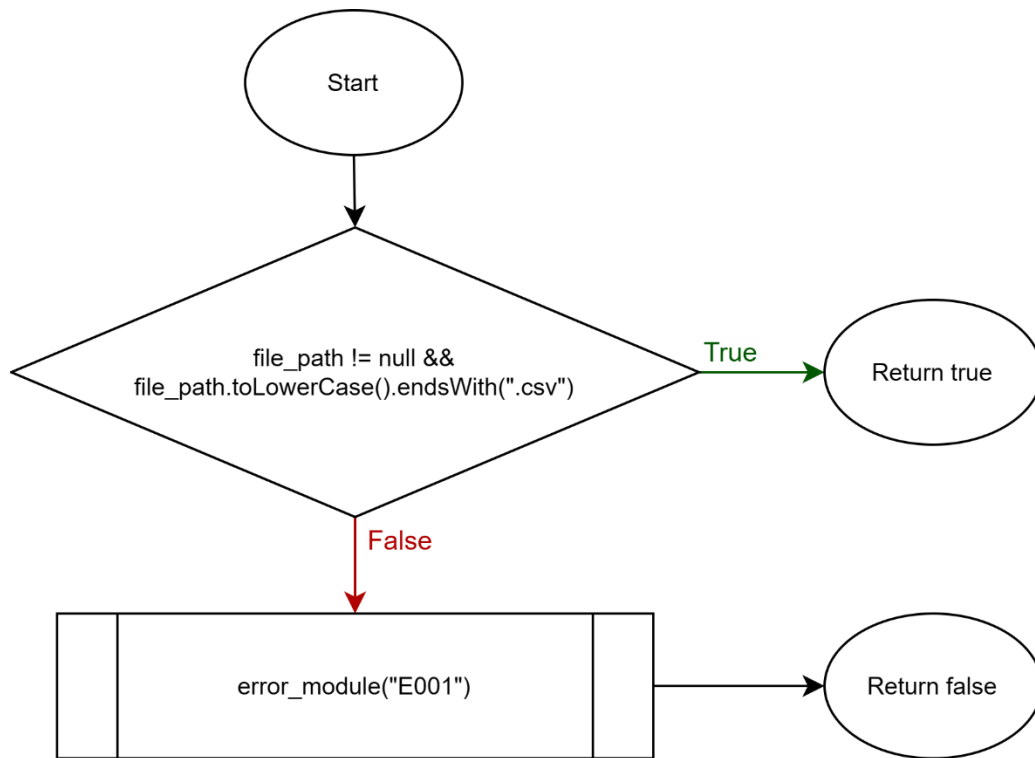 Start
file_path != null &&
file_path.toLowerCase().endsWith(".csv")
True
Return true
False
error_module("E001")
Return false